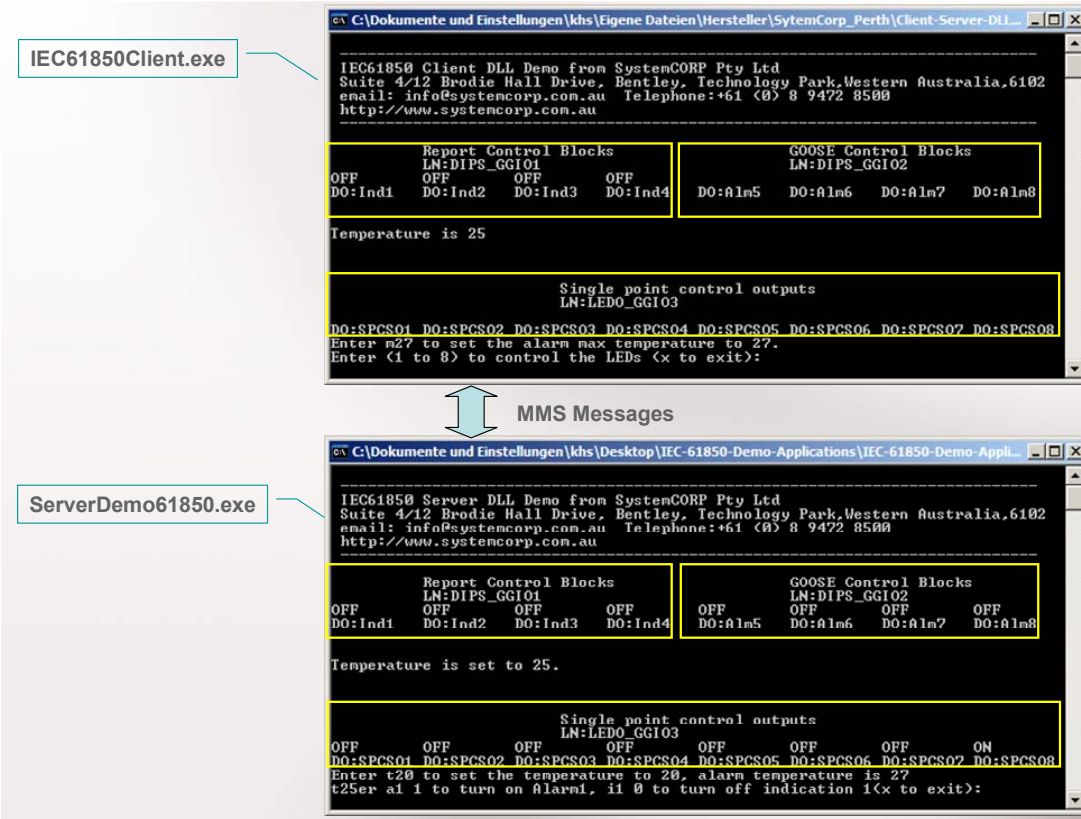 IEC61850Client.exe
C:\Dokumente und Einstellungen\khs\Eigene Dateien\Hersteller\SytemCorp_Perth\Client-Server-DLL...
IEC61850 Client DLL Demo from SystemCORP Pty Ltd
Suite 4/12 Brodie Hall Drive, Bentley, Technology Park,Western Australia,6102
email: info@systemcorp.com.au Telephone:+61 (0) 8 9472 8500
http://www.systemcorp.com.au
Report Control Blocks GOOSE Control Blocks
LN:DIPS_GGIO1 LN:DIPS_GGIO2
OFF OFF OFF OFF
DO:Ind1 DO:Ind2 DO:Ind3 DO:Ind4 DO:Alm5 DO:Alm6 DO:Alm7 DO:Alm8
Temperature is 25
Single point control outputs
LN:LEDO_GGIO3
DO:SPCSO1 DO:SPCSO2 DO:SPCSO3 DO:SPCSO4 DO:SPCSO5 DO:SPCSO6 DO:SPCSO7 DO:SPCSO8
Enter m27 to set the alarm max temperature to 27.
Enter (1 to 8) to control the LEDs (x to exit):
MMS Messages
ServerDemo61850.exe
C:\Dokumente und Einstellungen\khs\Desktop\IEC-61850-Demo-Applications\IEC-61850-Demo-Appli...
IEC61850 Server DLL Demo from SystemCORP Pty Ltd
Suite 4/12 Brodie Hall Drive, Bentley, Technology Park,Western Australia,6102
email: info@systemcorp.com.au Telephone:+61 (0) 8 9472 8500
http://www.systemcorp.com.au
Report Control Blocks GOOSE Control Blocks
LN:DIPS_GGIO1 LN:DIPS_GGIO2
OFF OFF OFF OFF OFF OFF OFF OFF
DO:Ind1 DO:Ind2 DO:Ind3 DO:Ind4 DO:Alm5 DO:Alm6 DO:Alm7 DO:Alm8
Temperature is set to 25.
Single point control outputs
LN:LEDO_GGIO3
OFF OFF OFF OFF OFF OFF OFF ON
DO:SPCSO1 DO:SPCSO2 DO:SPCSO3 DO:SPCSO4 DO:SPCSO5 DO:SPCSO6 DO:SPCSO7 DO:SPCSO8
Enter t20 to set the temperature to 20, alarm temperature is 27
t25er a1 1 to turn on Alarm1, i1 0 to turn off indication 1(x to exit):